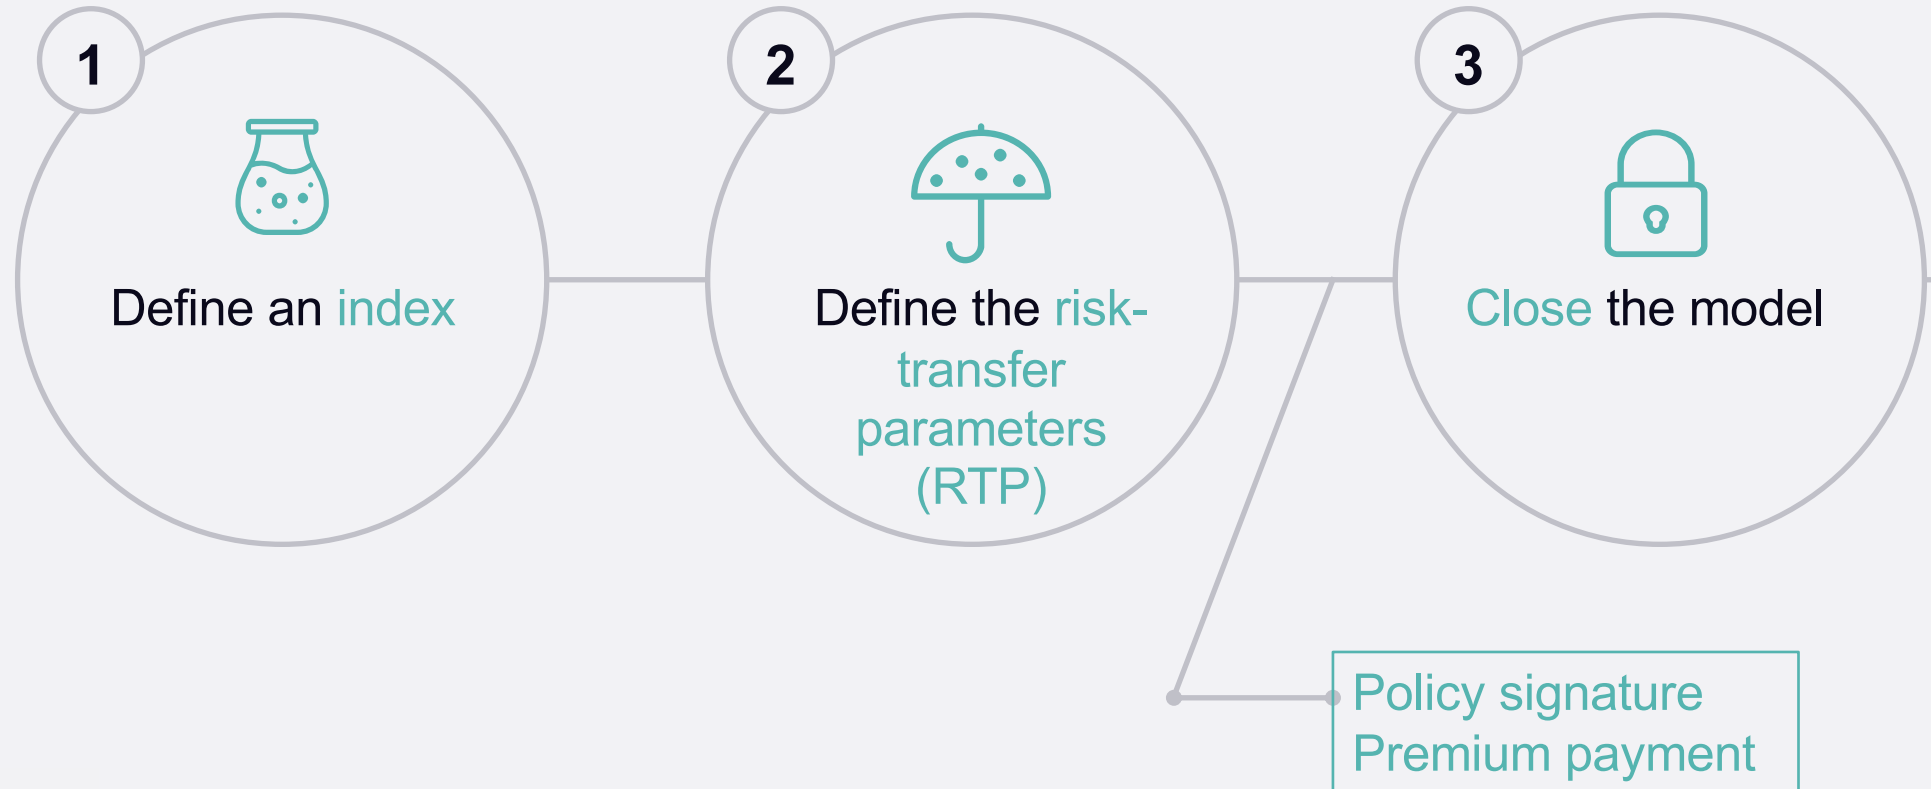 1
Define an index
2
Define the risk-
transfer
parameters
(RTP)
3
Close the model
Policy signature
Premium payment